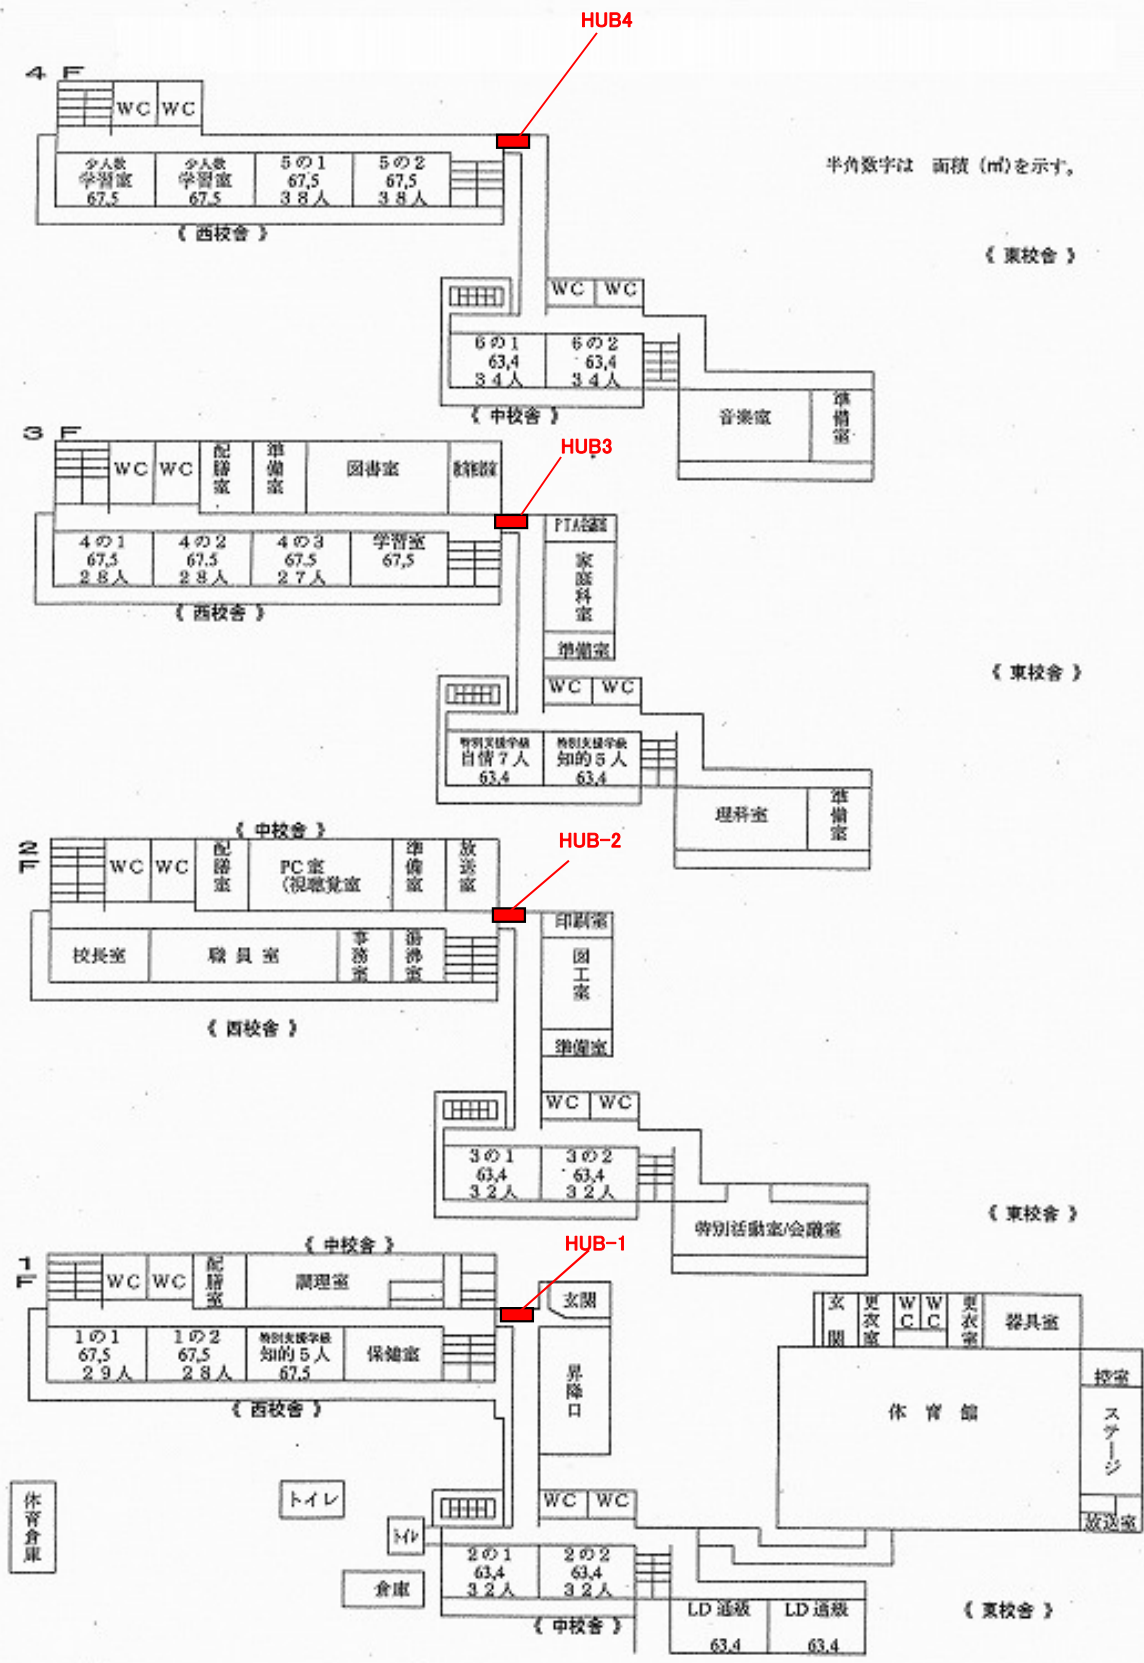 HUB4
4 F
WC WC
少人数 学習室 67,5
少人数 学習室 67,5
5の1 67,5 38人
5の2 67,5 38人
半角数字は 面積 (㎡)を示す。
《 西校舎 》
《 東校舎 》
WC WC
6の1 63,4 34人
6の2 63,4 34人
音楽室
準備室
《 中校舎 》
3 F
HUB3
WC WC
配膳室
準備室
図書室
PTA
4の1 67,5 28人
4の2 67,5 28人
4の3 67,5 27人
学習室 67,5
家庭科室
準備室
《 西校舎 》
《 東校舎 》
WC WC
特別支援学級 自情7人 63,4
特別支援学級 知的5人 63,4
理科室
準備室
《 中校舎 》
2F
HUB-2
WC WC
配膳室
PC室 (視聴覚室
準備室
放送室
印刷室
校長室
職員室
事務室
湯沸室
図工室
準備室
《 西校舎 》
WC WC
3の1 63,4 32人
3の2 63,4 32人
特別活動室/会議室
《 東校舎 》
《 中校舎 》
1F
HUB-1
WC WC
配膳室
調理室
玄関
玄関
更衣室
WC WC
更衣室
器具室
1の1 67,5 29人
1の2 67,5 28人
特別支援学級 知的5人 67,5
保健室
昇降口
体育館
控室
ステージ
放送室
《 西校舎 》
体育倉庫
トイレ
トイレ
倉庫
WC WC
2の1 63,4 32人
2の2 63,4 32人
LD通級 63,4
LD通級 63,4
《 中校舎 》
《 東校舎 》